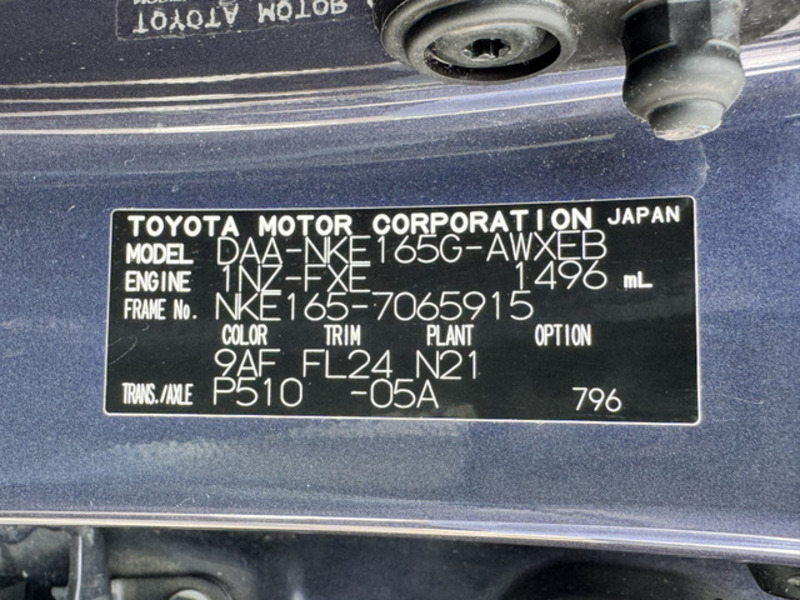 TOYOTA MOTOR
TOYOTA MOTOR CORPORATION JAPAN
MODEL DAA-NKE165G-AWXEB
ENGINE 1NZ-FXE 1496 mL
FRAME No. NKE165-7065915
COLOR TRIM PLANT OPTION
9AF FL24 N21
TRANS./AXLE P510 -05A 796